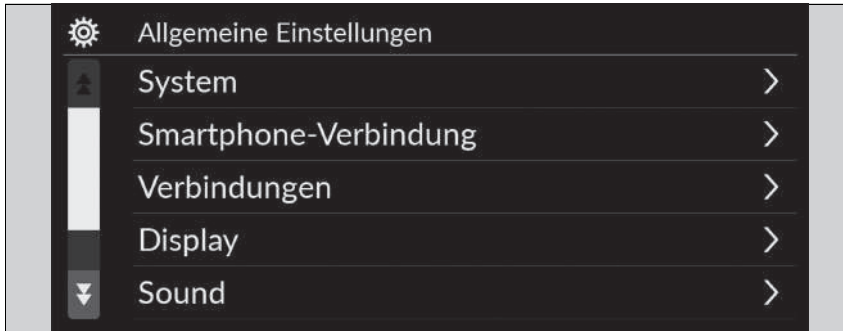 Allgemeine Einstellungen
System
Smartphone-Verbindung
Verbindungen
Display
Sound